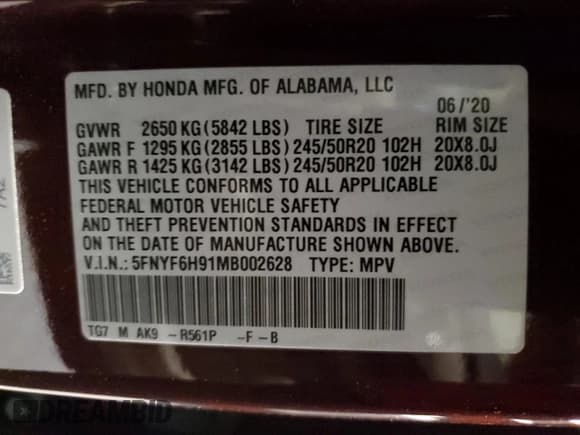 MFD. BY HONDA MFG. OF ALABAMA, LLC
06/'20
GVWR 2650 KG (5842 LBS) TIRE SIZE RIM SIZE
GAWR F 1295 KG (2855 LBS) 245/50R20 102H 20X8.0J
GAWR R 1425 KG (3142 LBS) 245/50R20 102H 20X8.0J
THIS VEHICLE CONFORMS TO ALL APPLICABLE
FEDERAL MOTOR VEHICLE SAFETY
AND THEFT PREVENTION STANDARDS IN EFFECT
ON THE DATE OF MANUFACTURE SHOWN ABOVE.
V.I.N.: 5FNYF6H91MB002628 TYPE: MPV
TG7 M AK9 -R561P -F-B
DREAMBID